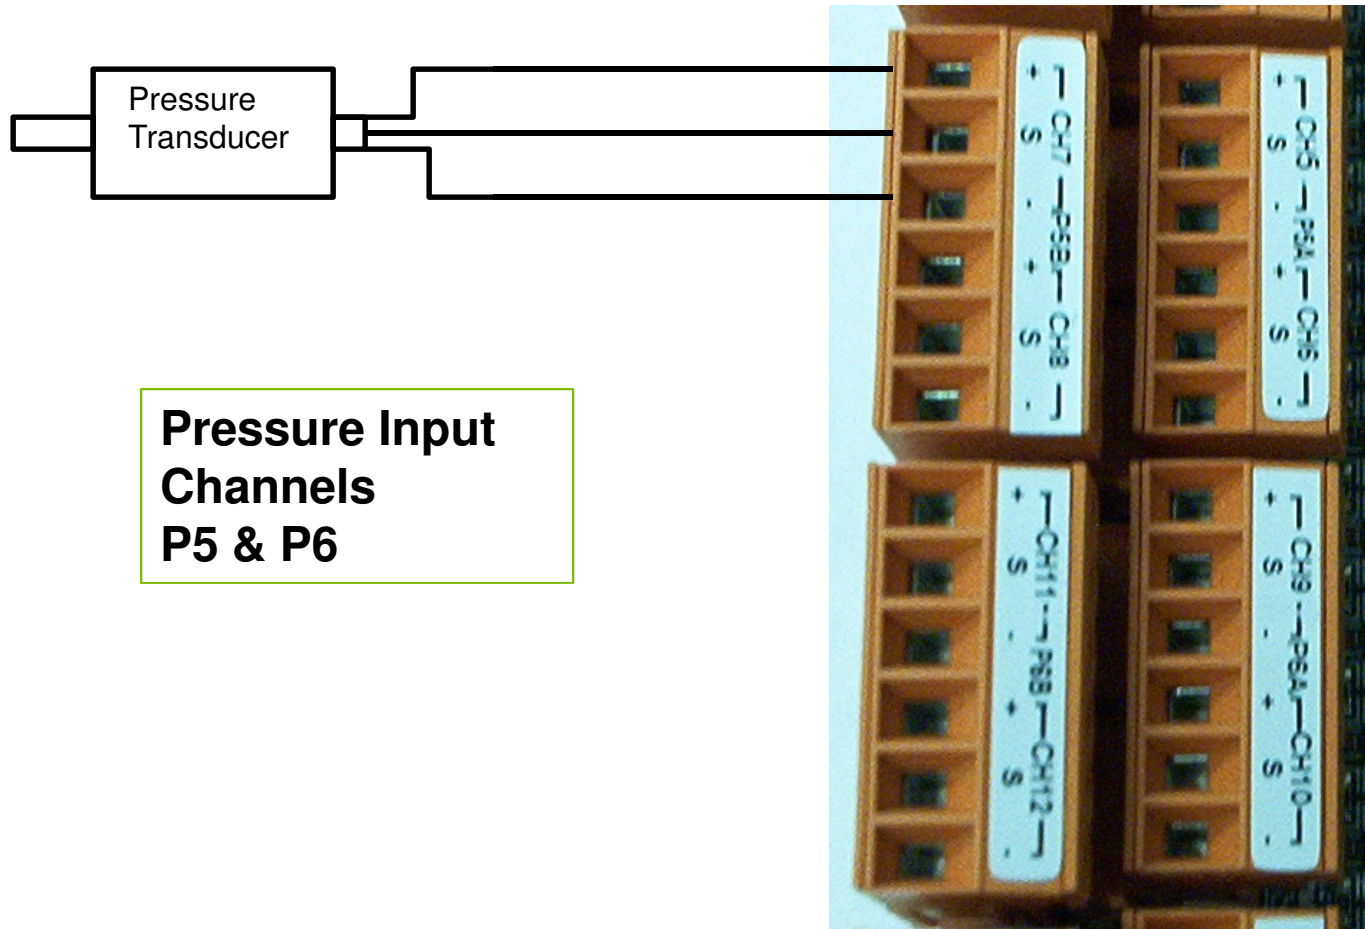 Pressure
Transducer
Pressure Input
Channels
P5 & P6
CH7 P5B CH8
+ S - + S -
CH5 P5A CH6
+ S - + S -
CH11 P6B CH12
+ S - + S -
CH9 P6A CH10
+ S - + S -